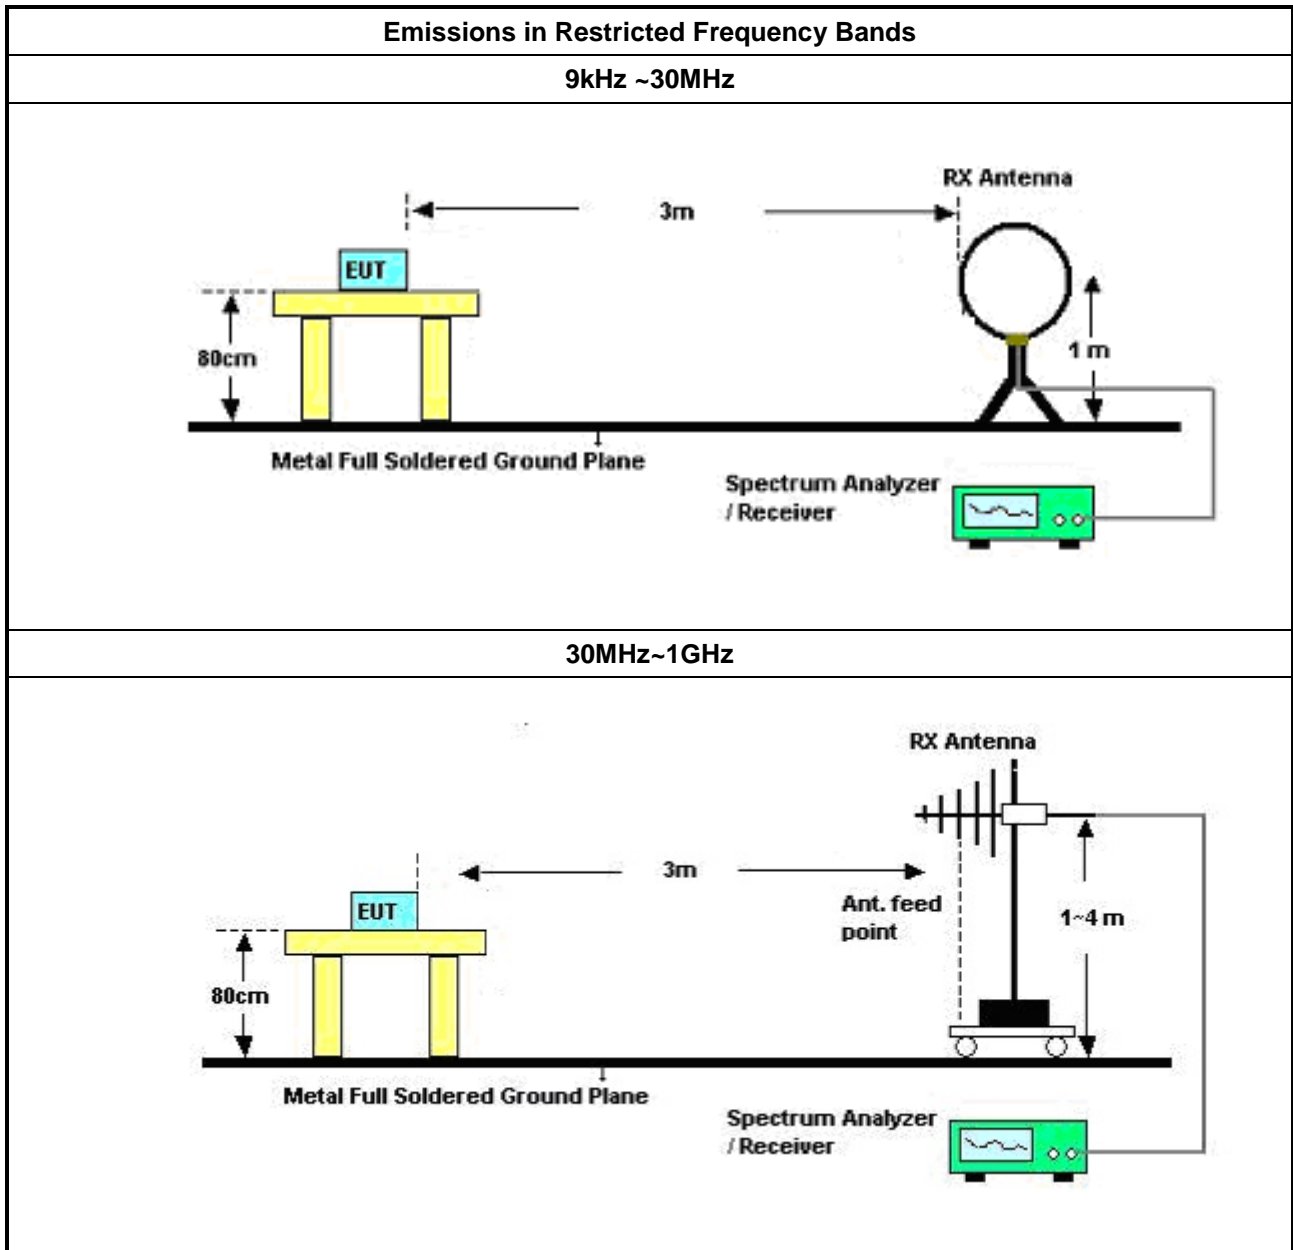 Emissions in Restricted Frequency Bands
9kHz ~30MHz
RX Antenna
3m
EUT
80cm
1 m
Metal Full Soldered Ground Plane
Spectrum Analyzer
/ Receiver
30MHz~1GHz
RX Antenna
3m
Ant. feed
point
EUT
1~4 m
80cm
Metal Full Soldered Ground Plane
Spectrum Analyzer
/ Receiver